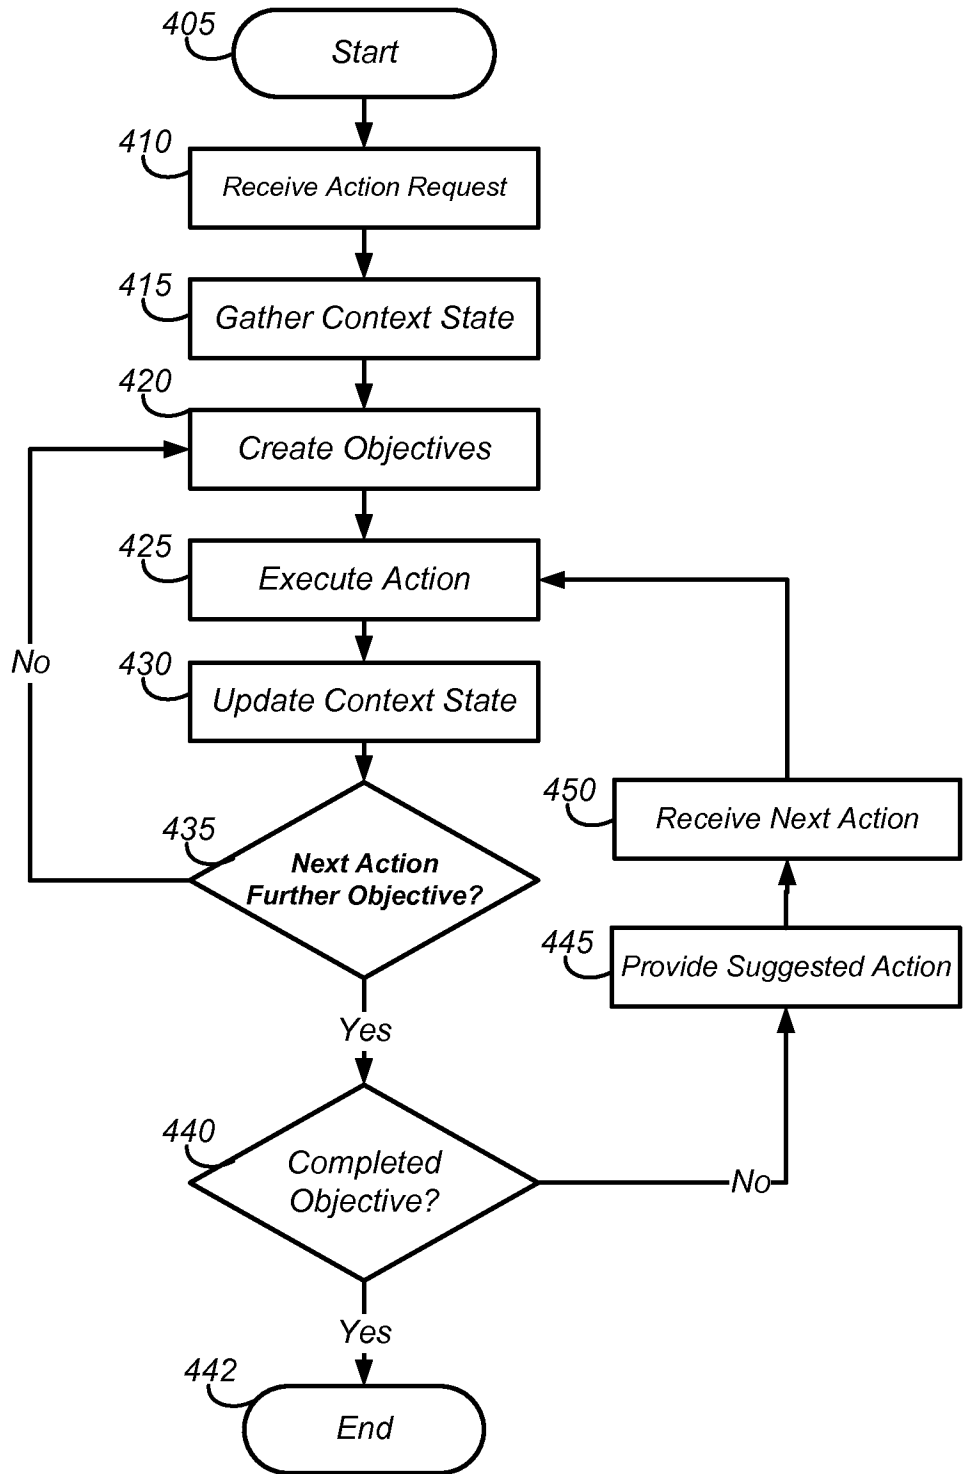 405
Start
410
Receive Action Request
415
Gather Context State
420
Create Objectives
425
Execute Action
No
430
Update Context State
450
Receive Next Action
435
Next Action
Further Objective?
445
Provide Suggested Action
Yes
440
Completed
Objective?
No
Yes
442
End